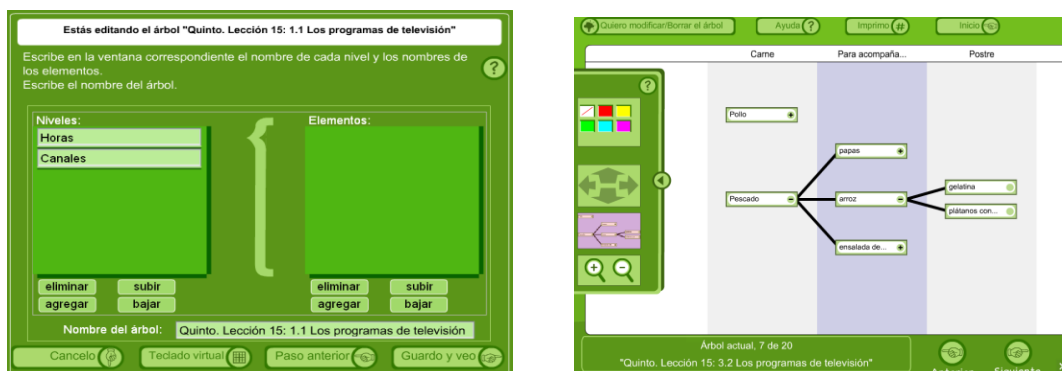 Estás editando el árbol "Quinto. Lección 15: 1.1 Los programas de televisión"
Escribe en la ventana correspondiente el nombre de cada nivel y los nombres de
los elementos.
Escribe el nombre del árbol.
?
Niveles:
Elementos:
Horas
Canales
eliminar subir
agregar bajar
eliminar subir
agregar bajar
Nombre del árbol: Quinto. Lección 15: 1.1 Los programas de televisión
Cancelo Teclado virtual Paso anterior Guardo y veo
Quiero modificar/Borrar el árbol Ayuda ? Imprimo # Inicio
Carne Para acompaña... Postre
?
Pollo
papas
gelatina
Pescado arroz
plátanos con...
ensalada de...
Árbol actual, 7 de 20
"Quinto. Lección 15: 3.2 Los programas de televisión"